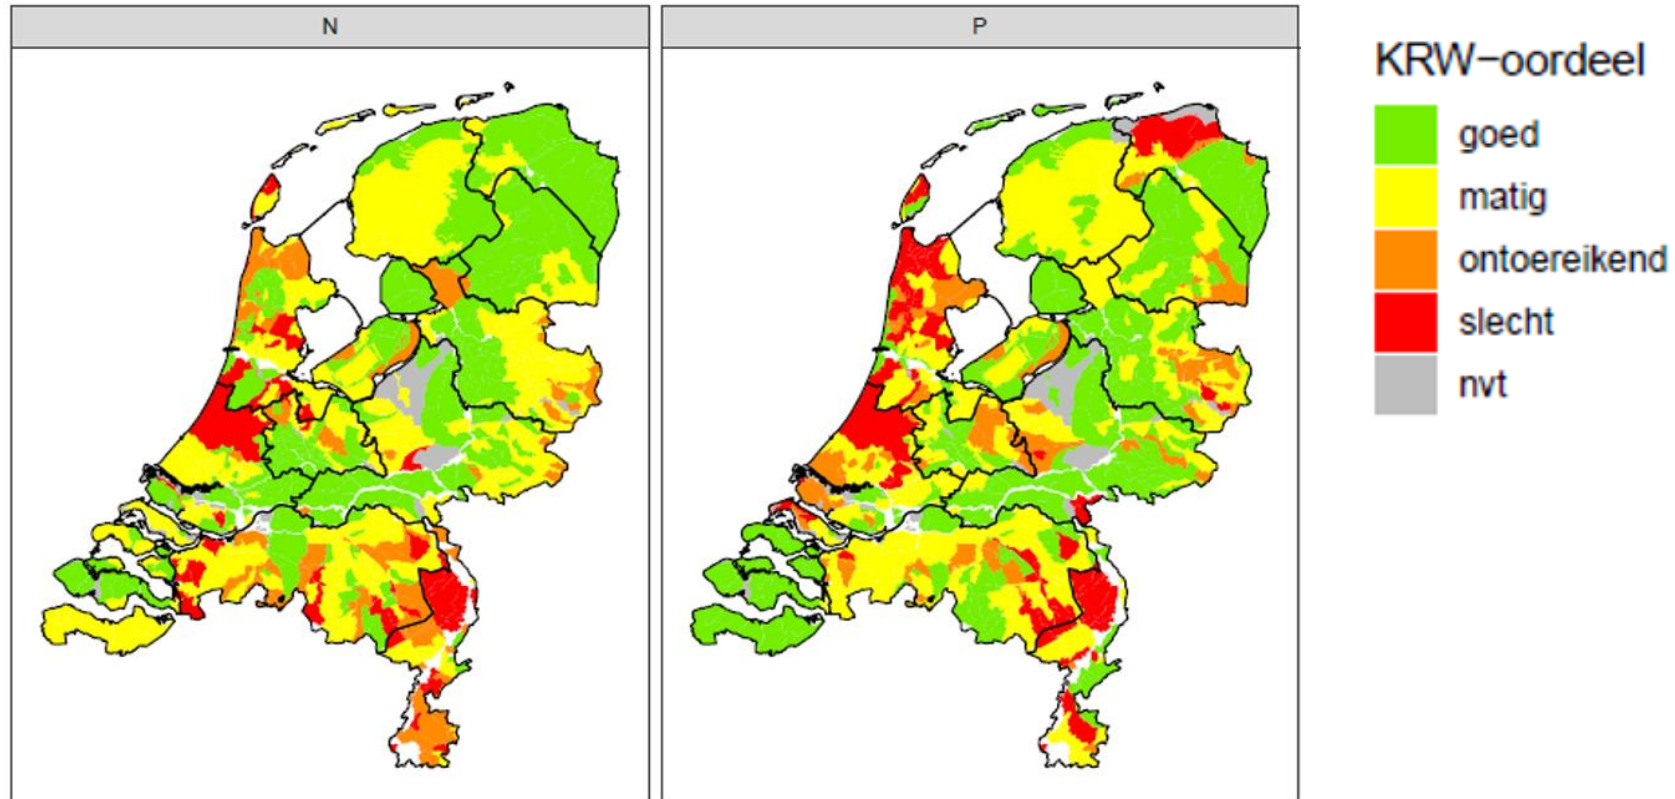 N
P
KRW-oordeel
goed
matig
ontoereikend
slecht
nvt